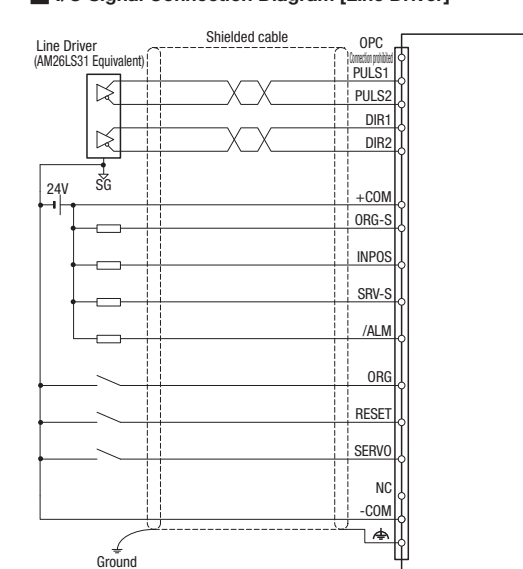 I/O Signal Connection Diagram [Line Driver]
Shielded cable
Line Driver
(AM26LS31 Equivalent)
OPC
Connection prohibited
PULS1
PULS2
DIR1
DIR2
SG
24V
+COM
ORG-S
INPOS
SRV-S
/ALM
ORG
RESET
SERVO
NC
-COM
Ground